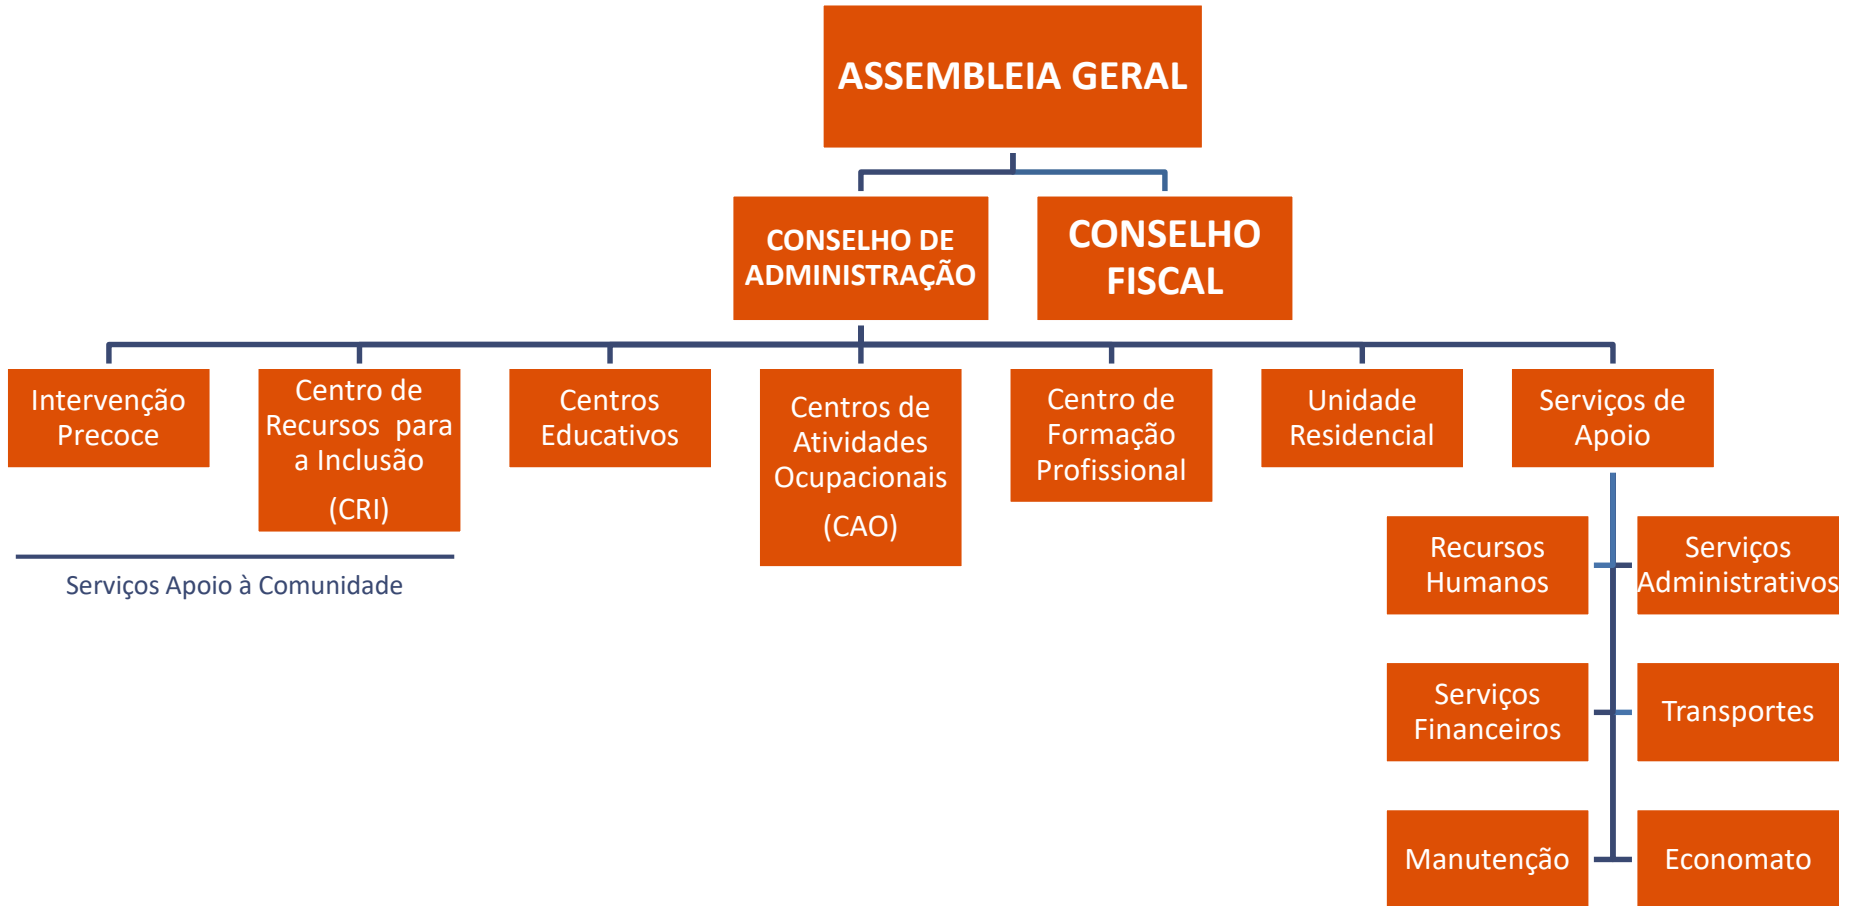 ASSEMBLEIA GERAL
CONSELHO DE
ADMINISTRAÇÃO
CONSELHO
FISCAL
Intervenção
Precoce
Centro de
Recursos para
a Inclusão
(CRI)
Centros
Educativos
Centros de
Atividades
Ocupacionais
(CAO)
Centro de
Formação
Profissional
Unidade
Residencial
Serviços de
Apoio
Serviços Apoio à Comunidade
Recursos
Humanos
Serviços
Administrativos
Serviços
Financeiros
Transportes
Manutenção
Economato